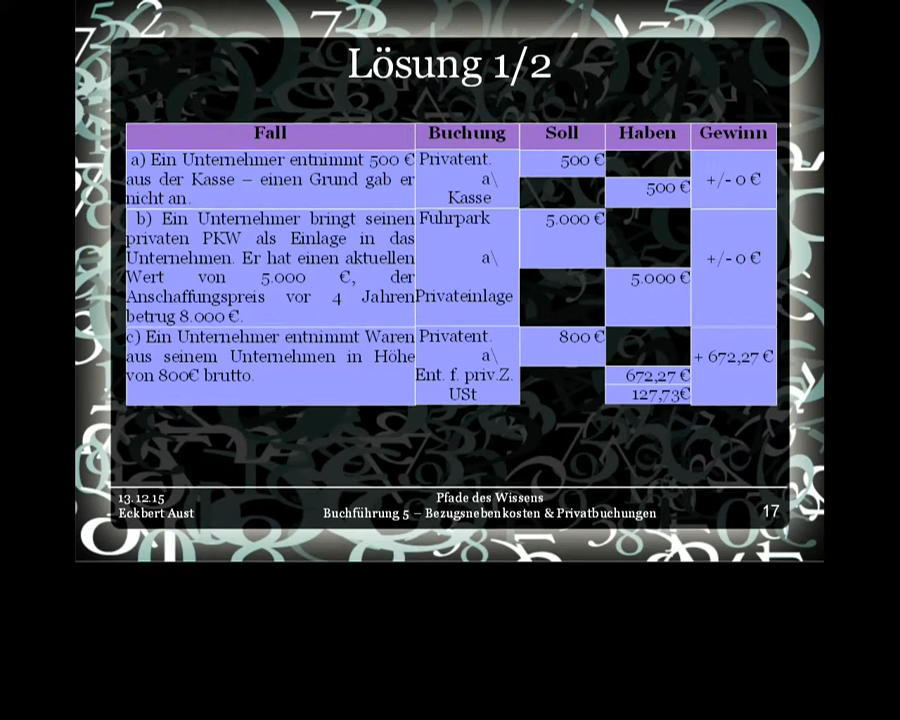 Lösung 1/2
Fall Buchung Soll Haben Gewinn
a) Ein Unternehmer entnimmt 500 €
aus der Kasse – einen Grund gab er
nicht an.
Privatent.
a\
Kasse
500 €
500 €
+/- 0 €
b) Ein Unternehmer bringt seinen
privaten PKW als Einlage in das
Unternehmen. Er hat einen aktuellen
Wert von 5.000 €, der
Anschaffungspreis vor 4 Jahren
betrug 8.000 €.
Fuhrpark
a\
Privateinlage
5.000 €
5.000 €
+/- 0 €
c) Ein Unternehmer entnimmt Waren
aus seinem Unternehmen in Höhe
von 800€ brutto.
Privatent.
a\
Ent. f. priv.Z.
USt
800 €
672,27 €
127,73€
+ 672,27 €
13.12.15
Eckbert Aust
Pfade des Wissens
Buchführung 5 – Bezugsnebenkosten & Privatbuchungen
17